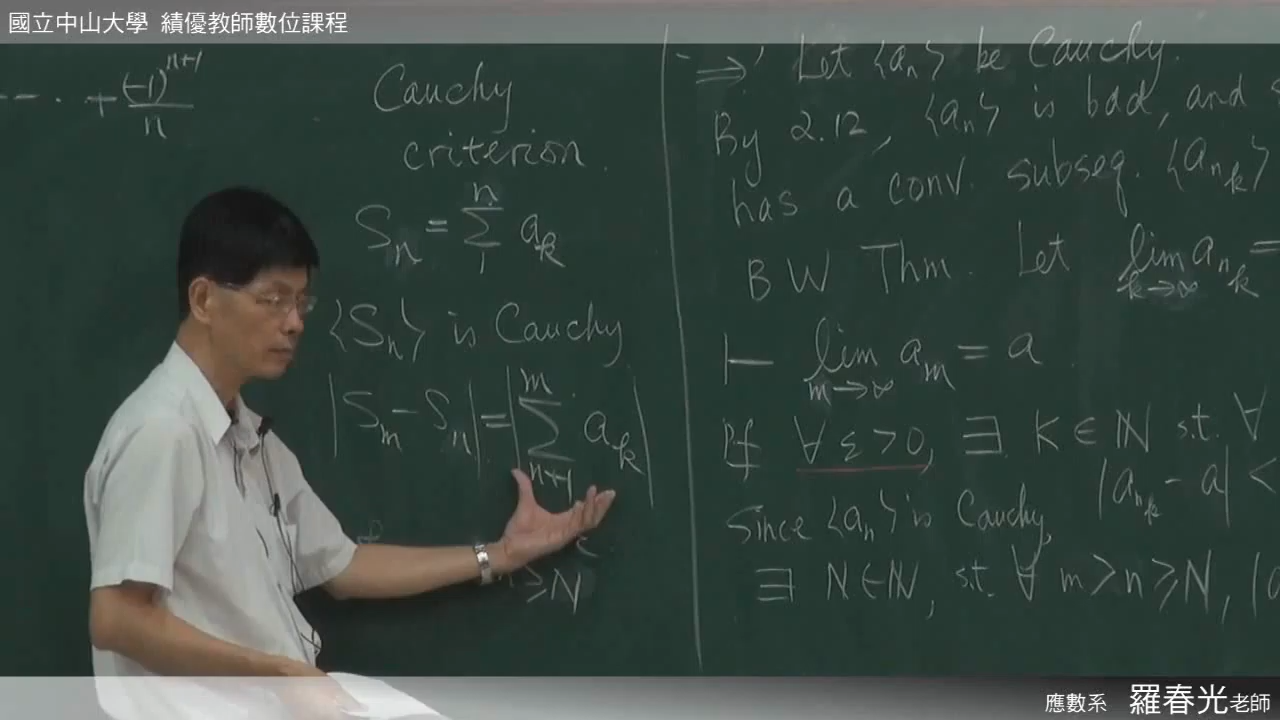 國立中山大學 績優教師數位課程
--- · + (-1)^{n+1} / n
Cauchy
criterion.
S_n = \sum_{1}^{n} a_k
⟨S_n⟩ is Cauchy
|S_m - S_n| = |\sum_{n+1}^{m} a_k|
≥N
⟹ Let ⟨a_n⟩ be Cauchy.
By 2.12, ⟨a_n⟩ is bdd, and
has a conv. subseq. ⟨a_{n_k}⟩
BW Thm. Let lim_{k→∞} a_{n_k} =
⊢ lim_{m→∞} a_m = a
Pf ∀ε>0, ∃ K∈ℕ s.t. ∀
|a_{n_k} - a| <
Since ⟨a_n⟩ is Cauchy,
∃ N∈ℕ, s.t. ∀ m>n≥N, |a
應數系 羅春光老師